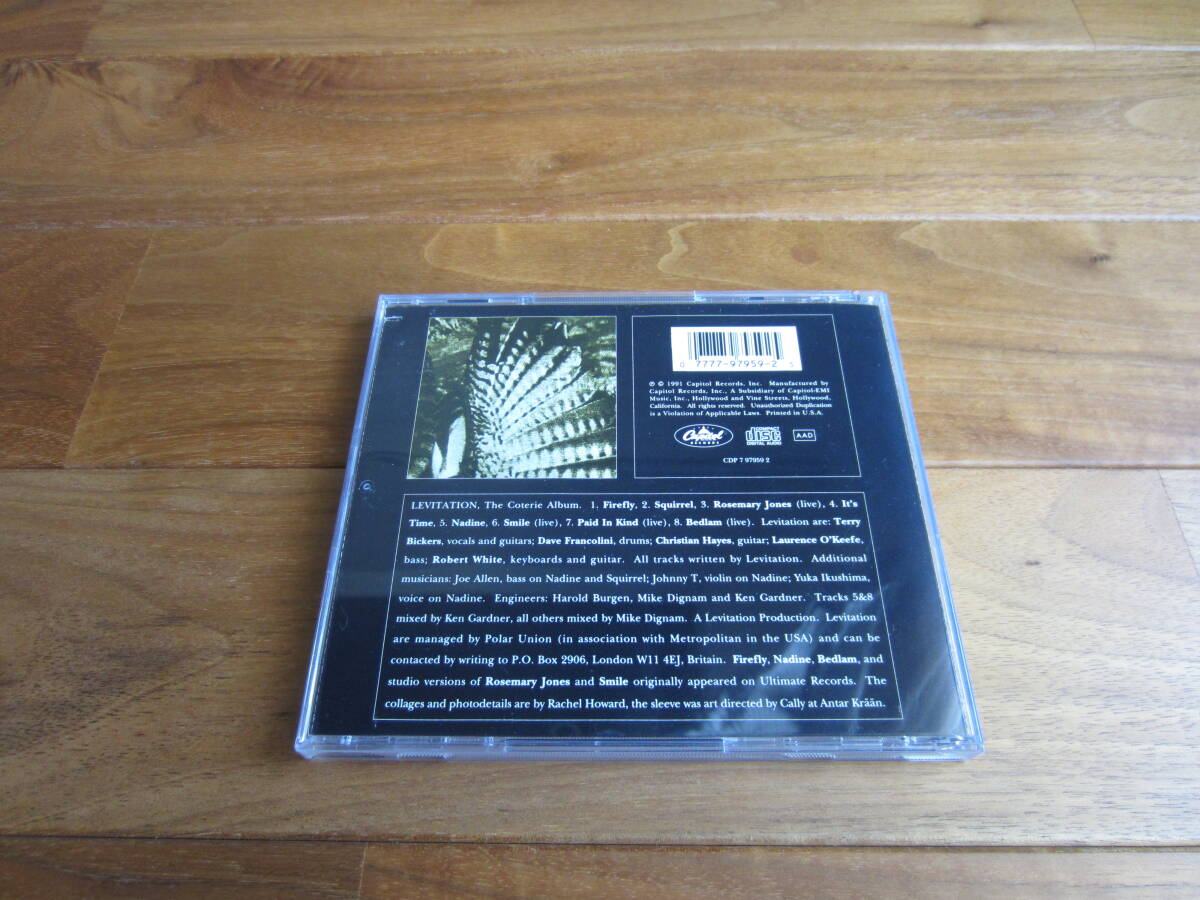 0 7777-97959-2 5
℗ © 1991 Capitol Records, Inc. Manufactured by
Capitol Records, Inc., A Subsidiary of Capitol-EMI
Music, Inc., Hollywood and Vine Streets, Hollywood,
California. All rights reserved. Unauthorized Duplication
is a Violation of Applicable Laws. Printed in U.S.A.
Capitol RECORDS COMPACT disc DIGITAL AUDIO AAD
CDP 7 97959 2
LEVITATION, The Coterie Album. 1. Firefly, 2. Squirrel, 3. Rosemary Jones (live), 4. It's
Time, 5. Nadine, 6. Smile (live), 7. Paid In Kind (live), 8. Bedlam (live). Levitation are: Terry
Bickers, vocals and guitars; Dave Francolini, drums; Christian Hayes, guitar; Laurence O'Keefe,
bass; Robert White, keyboards and guitar. All tracks written by Levitation. Additional
musicians: Joe Allen, bass on Nadine and Squirrel; Johnny T, violin on Nadine; Yuka Ikushima,
voice on Nadine. Engineers: Harold Burgen, Mike Dignam and Ken Gardner. Tracks 5&8
mixed by Ken Gardner, all others mixed by Mike Dignam. A Levitation Production. Levitation
are managed by Polar Union (in association with Metropolitan in the USA) and can be
contacted by writing to P.O. Box 2906, London W11 4EJ, Britain. Firefly, Nadine, Bedlam, and
studio versions of Rosemary Jones and Smile originally appeared on Ultimate Records. The
collages and photodetails are by Rachel Howard, the sleeve was art directed by Cally at Antar Krään.